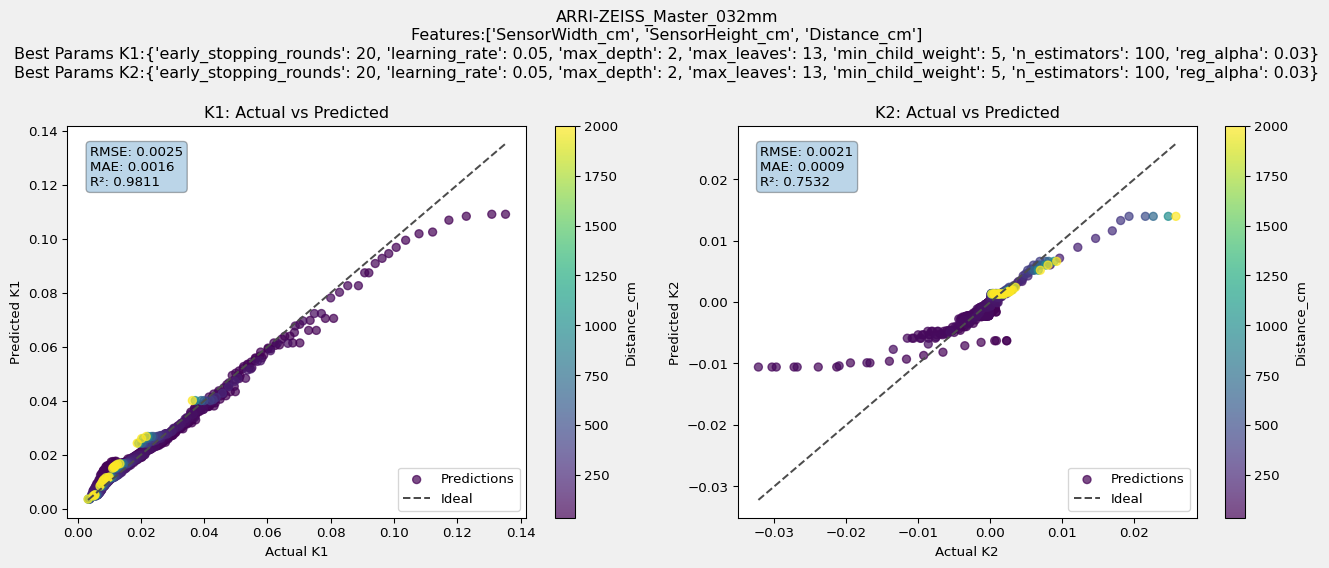 ARRI-ZEISS_Master_032mm
Features:['SensorWidth_cm', 'SensorHeight_cm', 'Distance_cm']
Best Params K1:{'early_stopping_rounds': 20, 'learning_rate': 0.05, 'max_depth': 2, 'max_leaves': 13, 'min_child_weight': 5, 'n_estimators': 100, 'reg_alpha': 0.03}
Best Params K2:{'early_stopping_rounds': 20, 'learning_rate': 0.05, 'max_depth': 2, 'max_leaves': 13, 'min_child_weight': 5, 'n_estimators': 100, 'reg_alpha': 0.03}
K1: Actual vs Predicted
RMSE: 0.0025
MAE: 0.0016
R²: 0.9811
0.14
0.12
0.10
0.08
0.06
0.04
0.02
0.00
Predicted K1
0.00
0.02
0.04
0.06
0.08
0.10
0.12
0.14
Actual K1
Predictions
Ideal
2000
1750
1500
1250
1000
750
500
250
Distance_cm
K2: Actual vs Predicted
RMSE: 0.0021
MAE: 0.0009
R²: 0.7532
0.02
0.01
0.00
−0.01
−0.02
−0.03
Predicted K2
−0.03
−0.02
−0.01
0.00
0.01
0.02
Actual K2
Predictions
Ideal
2000
1750
1500
1250
1000
750
500
250
Distance_cm